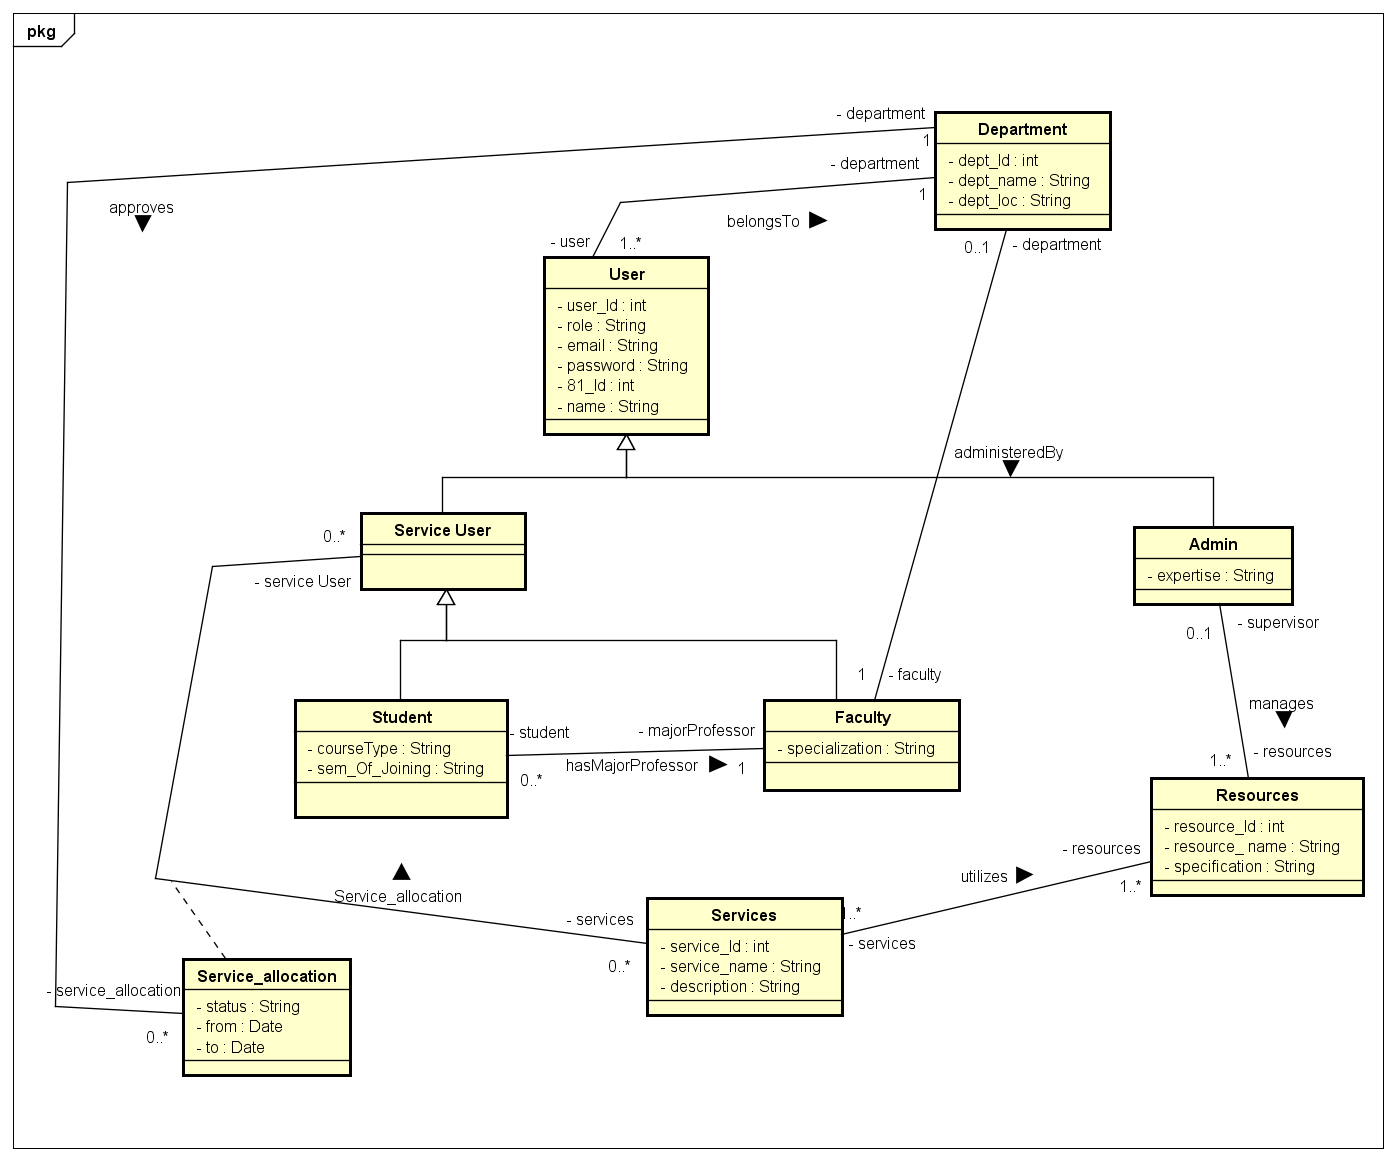 pkg
- department
Department
1
- dept_Id : int
- dept_name : String
- dept_loc : String
- department
1
approves
belongsTo
- user
1..*
0..1
- department
User
- user_Id : int
- role : String
- email : String
- password : String
- 81_Id : int
- name : String
administeredBy
0..*
Service User
- service User
Admin
- expertise : String
0..1
- supervisor
1
- faculty
manages
Student
- courseType : String
- sem_Of_Joining : String
- student
- majorProfessor
hasMajorProfessor
0..*
1
Faculty
- specialization : String
- resources
1..*
Resources
- resource_Id : int
- resource_ name : String
- specification : String
- resources
utilizes
1..*
Service_allocation
- services
0..*
Services
- service_Id : int
- service_name : String
- description : String
1..*
- services
Service_allocation
- status : String
- from : Date
- to : Date
- service_allocation
0..*